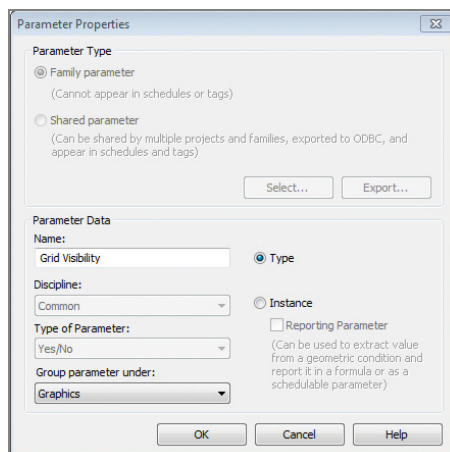 Parameter Properties
Parameter Type
Family parameter
(Cannot appear in schedules or tags)
Shared parameter
(Can be shared by multiple projects and families, exported to ODBC, and
appear in schedules and tags)
Select...
Export...
Parameter Data
Name:
Grid Visibility
Type
Discipline:
Common
Instance
Reporting Parameter
Type of Parameter:
Yes/No
(Can be used to extract value
from a geometric condition and
report it in a formula or as a
schedulable parameter)
Group parameter under:
Graphics
OK
Cancel
Help